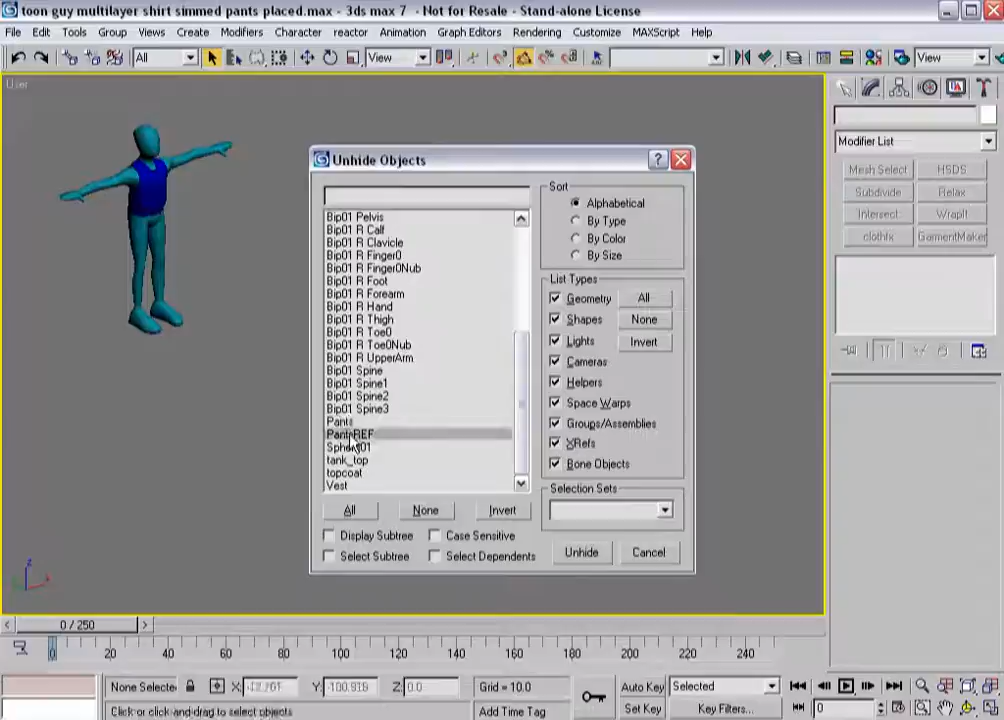 toon guy multilayer shirt simmed pants placed.max - 3ds max 7 - Not for Resale - Stand-alone License
File Edit Tools Group Views Create Modifiers Character reactor Animation Graph Editors Rendering Customize MAXScript Help
All View View
User
Modifier List
Mesh Select HSDS
Subdivide Relax
Intersect WrapIt
clothfx GarmentMaker
Unhide Objects
Bip01 Pelvis
Bip01 R Calf
Bip01 R Clavicle
Bip01 R Finger0
Bip01 R Finger0Nub
Bip01 R Foot
Bip01 R Forearm
Bip01 R Hand
Bip01 R Thigh
Bip01 R Toe0
Bip01 R Toe0Nub
Bip01 R UpperArm
Bip01 Spine
Bip01 Spine1
Bip01 Spine2
Bip01 Spine3
Pants
PantsREF
Sphere01
tank_top
topcoat
Vest
All None Invert
Display Subtree Case Sensitive
Select Subtree Select Dependents
Sort
Alphabetical
By Type
By Color
By Size
List Types
Geometry All
Shapes None
Lights Invert
Cameras
Helpers
Space Warps
Groups/Assemblies
XRefs
Bone Objects
Selection Sets
Unhide Cancel
z
< 0 / 250 >
0 20 40 60 80 100 120 140 160 180 200 220 240
None Selected X: Y: -100.919 Z: 0.0 Grid = 10.0 Auto Key Selected
Click or click-and-drag to select objects Add Time Tag Set Key Key Filters... 0